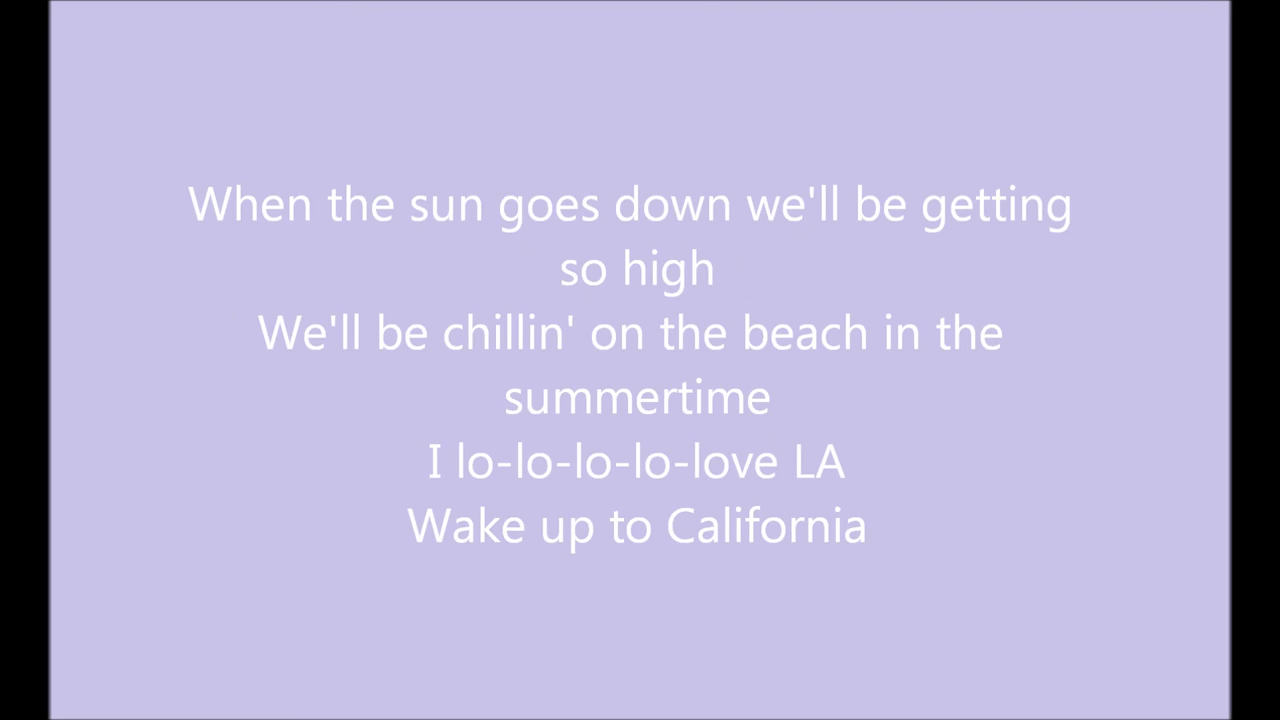 When the sun goes down we'll be getting
so high
We'll be chillin' on the beach in the
summertime
I lo-lo-lo-lo-love LA
Wake up to California